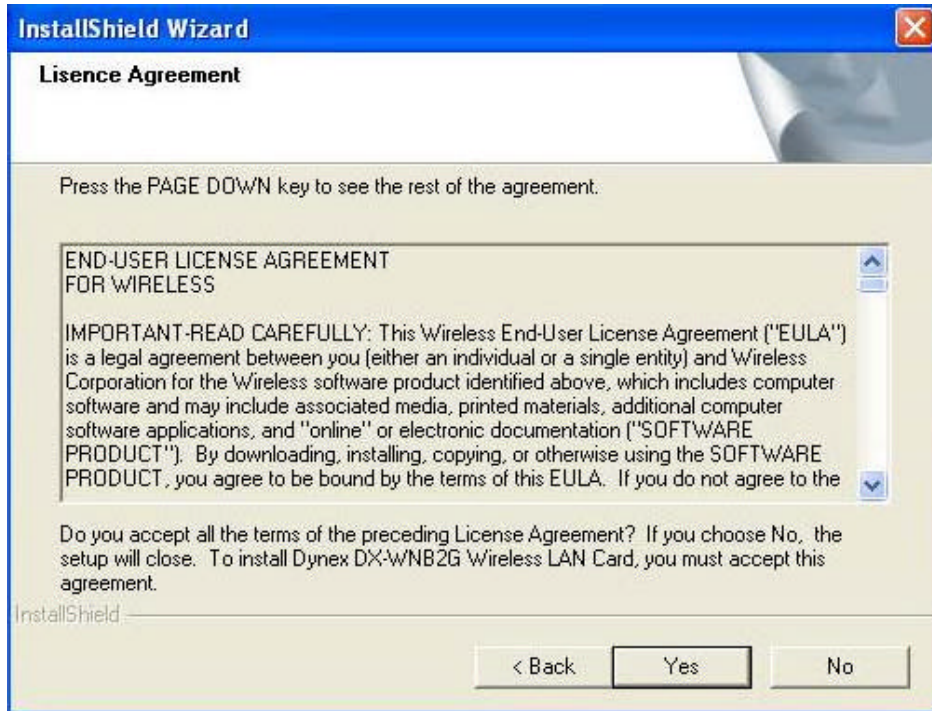 InstallShield Wizard
Lisence Agreement
Press the PAGE DOWN key to see the rest of the agreement.
END-USER LICENSE AGREEMENT
FOR WIRELESS
IMPORTANT-READ CAREFULLY: This Wireless End-User License Agreement ("EULA")
is a legal agreement between you (either an individual or a single entity) and Wireless
Corporation for the Wireless software product identified above, which includes computer
software and may include associated media, printed materials, additional computer
software applications, and "online" or electronic documentation ("SOFTWARE
PRODUCT").  By downloading, installing, copying, or otherwise using the SOFTWARE
PRODUCT, you agree to be bound by the terms of this EULA.  If you do not agree to the
Do you accept all the terms of the preceding License Agreement?  If you choose No,  the
setup will close.  To install Dynex DX-WNB2G Wireless LAN Card, you must accept this
agreement.
InstallShield
< Back
Yes
No